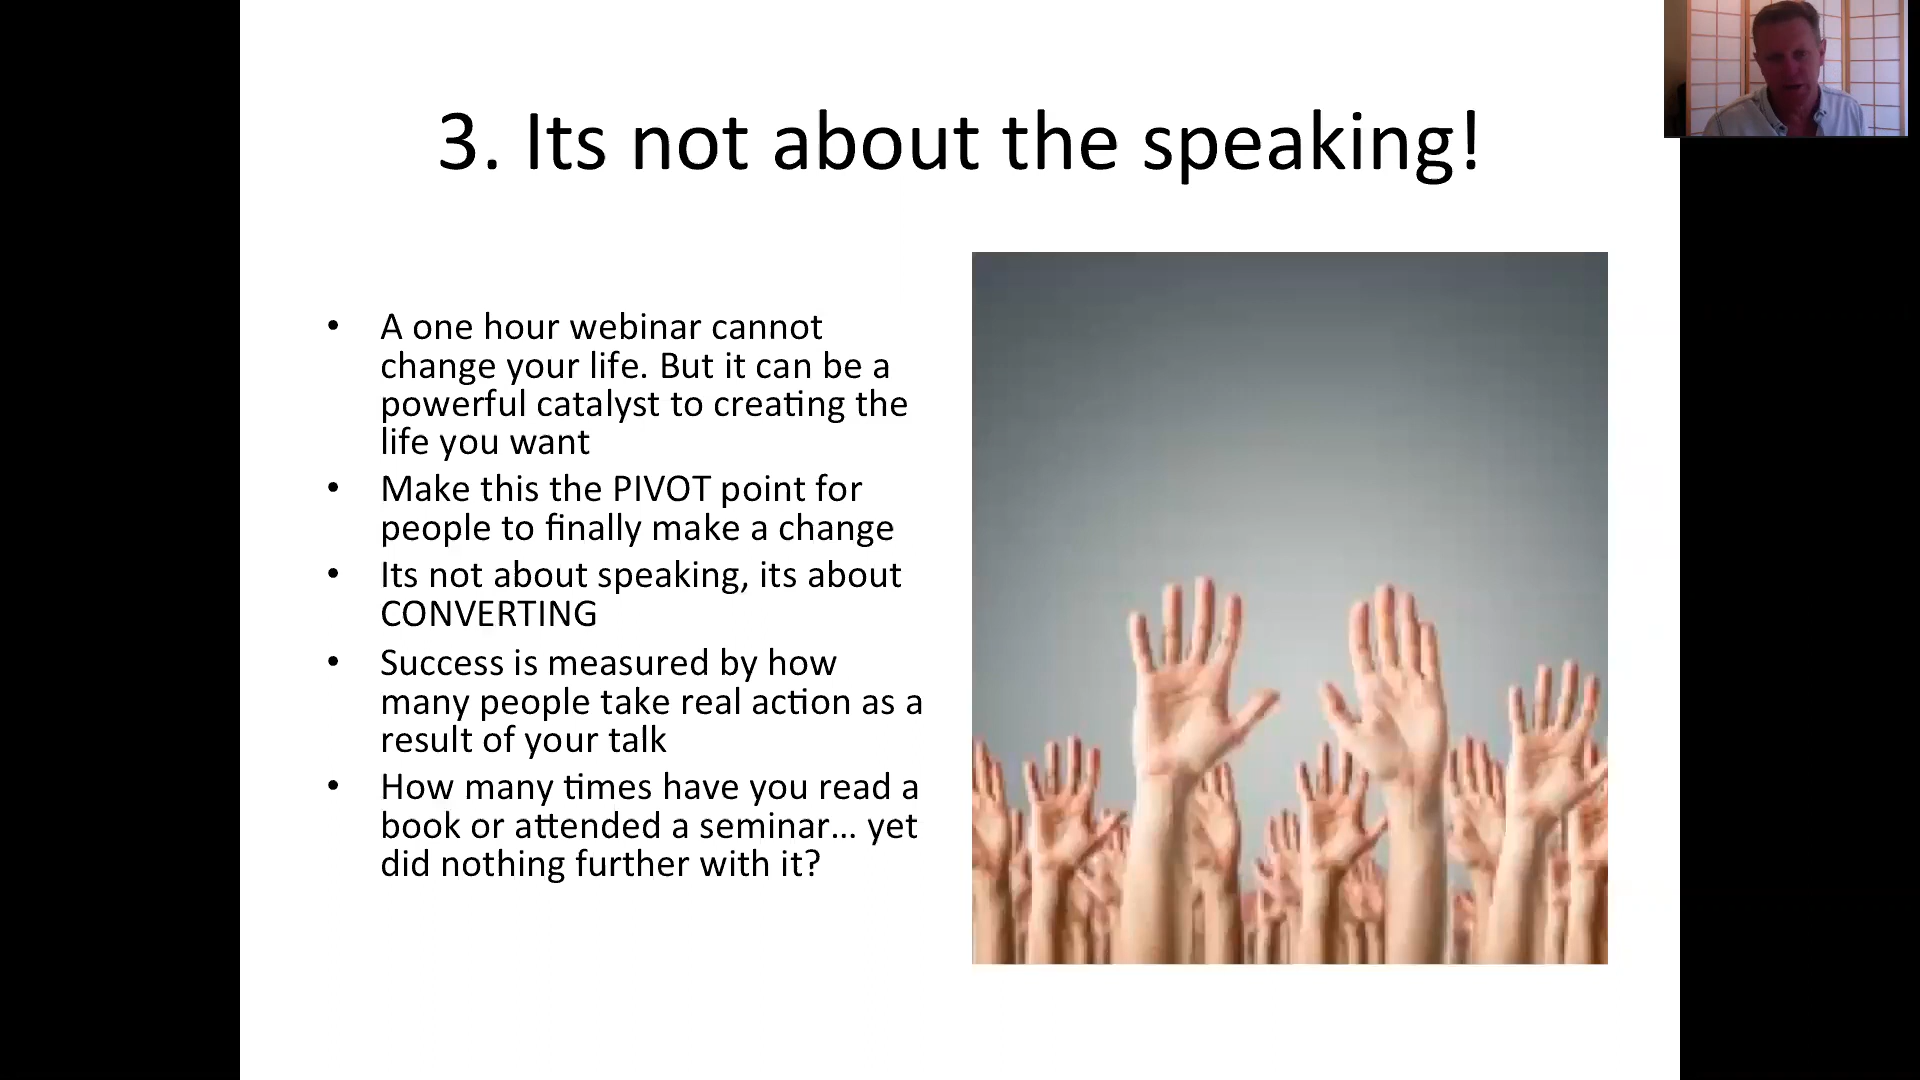 3. Its not about the speaking!
• A one hour webinar cannot
change your life. But it can be a
powerful catalyst to creating the
life you want
• Make this the PIVOT point for
people to finally make a change
• Its not about speaking, its about
CONVERTING
• Success is measured by how
many people take real action as a
result of your talk
• How many times have you read a
book or attended a seminar... yet
did nothing further with it?